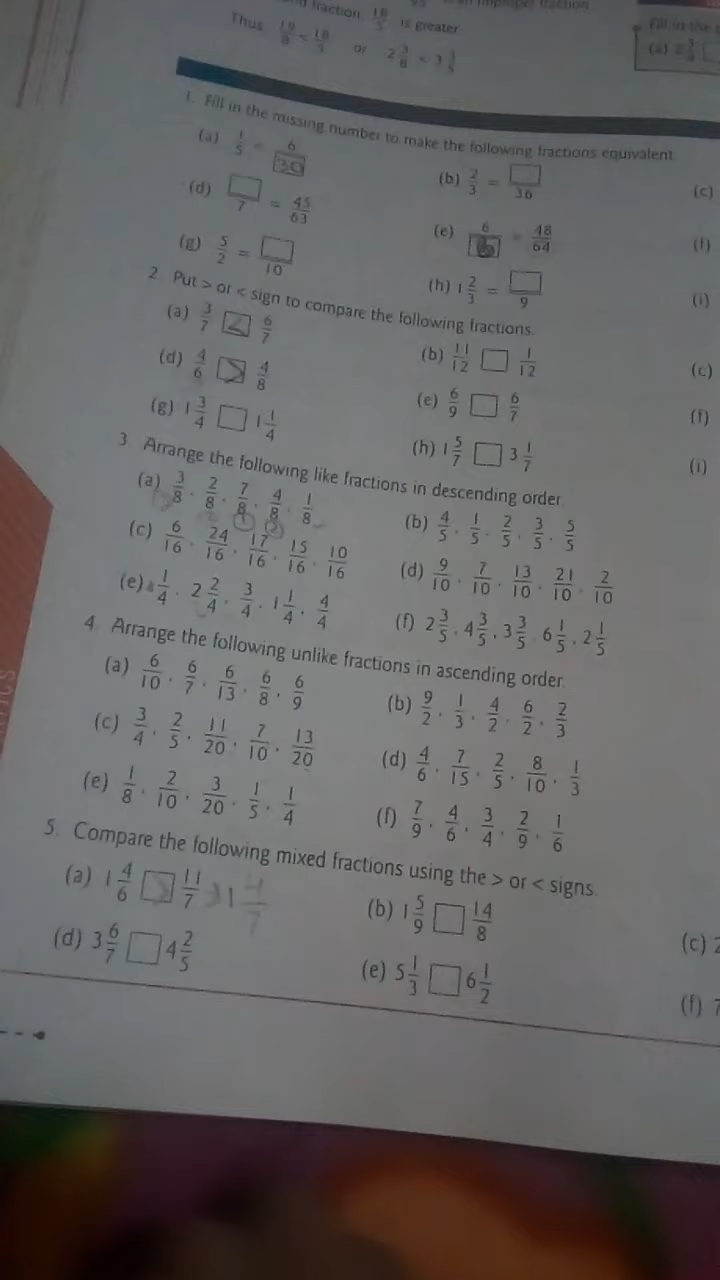 is greater
Thus 19/8 < 18/5 or 2 3/8 < 3 3/5
1. Fill in the missing number to make the following fractions equivalent.
(a) 1/5 = 6/30 (b) 2/3 = □/36 (c)
(d) □/7 = 45/63 (e) 6/□ = 48/64 (f)
(g) 5/2 = □/10 (h) 1 2/3 = □/9 (i)
2 Put > or < sign to compare the following fractions.
(a) 3/7 < 6/7 (b) 11/12 □ 1/12 (c)
(d) 4/6 > 4/8 (e) 6/9 □ 6/7 (f)
(g) 1 3/4 □ 1 1/4 (h) 1 5/7 □ 3 1/7 (i)
3 Arrange the following like fractions in descending order.
(a) 3/8, 2/8, 7/8, 4/8, 1/8 (b) 4/5, 1/5, 2/5, 3/5, 5/5
(c) 6/16, 24/16, 17/16, 15/16, 10/16 (d) 9/10, 7/10, 13/10, 21/10, 2/10
(e) 1/4, 2 2/4, 3/4, 1 1/4, 4/4 (f) 2 3/5, 4 3/5, 3 3/5, 6 1/5, 2 1/5
4. Arrange the following unlike fractions in ascending order.
(a) 6/10, 6/7, 6/13, 6/8, 6/9 (b) 9/2, 1/3, 4/2, 6/2, 2/3
(c) 3/4, 2/5, 11/20, 7/10, 13/20 (d) 4/6, 7/15, 2/5, 8/10, 1/3
(e) 1/8, 2/10, 3/20, 1/5, 1/4 (f) 7/9, 4/6, 3/4, 2/9, 1/6
5. Compare the following mixed fractions using the > or < signs.
(a) 1 4/6 > 11/7 > 1 4/7 (b) 1 5/9 □ 14/8 (c) 2
(d) 3 6/7 □ 4 2/5 (e) 5 1/3 □ 6 1/2 (f) 7